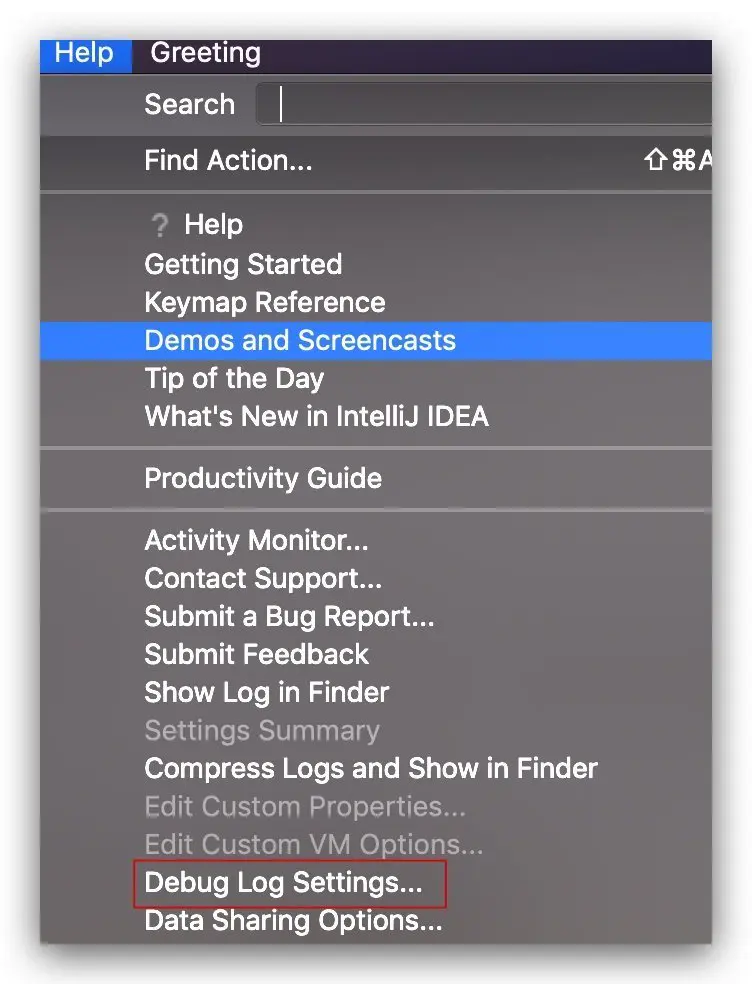 Help Greeting
Search
Find Action... ⇧⌘A
? Help
Getting Started
Keymap Reference
Demos and Screencasts
Tip of the Day
What's New in IntelliJ IDEA
Productivity Guide
Activity Monitor...
Contact Support...
Submit a Bug Report...
Submit Feedback
Show Log in Finder
Settings Summary
Compress Logs and Show in Finder
Edit Custom Properties...
Edit Custom VM Options...
Debug Log Settings...
Data Sharing Options...